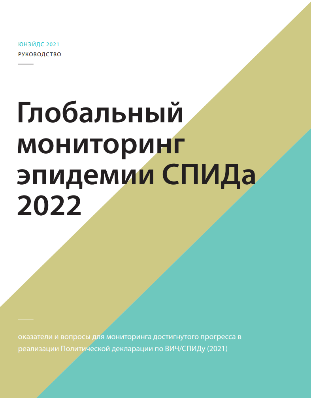 ЮНЭЙДС 2021
РУКОВОДСТВО
Глобальный
мониторинг
эпидемии СПИДа
2022
оказатели и вопросы для мониторинга достигнутого прогресса в
реализации Политической декларации по ВИЧ/СПИДу (2021)